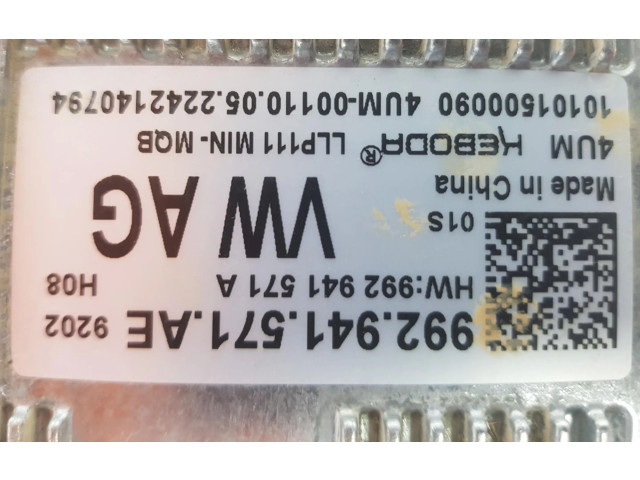 992.941.571.AE 9202
HW:992 941 571 A H08
01S
VW AG
Made in China
4UM KEBODA® LLP111 MIN-MQB
10101500090 4UM-00110.05.2242140794